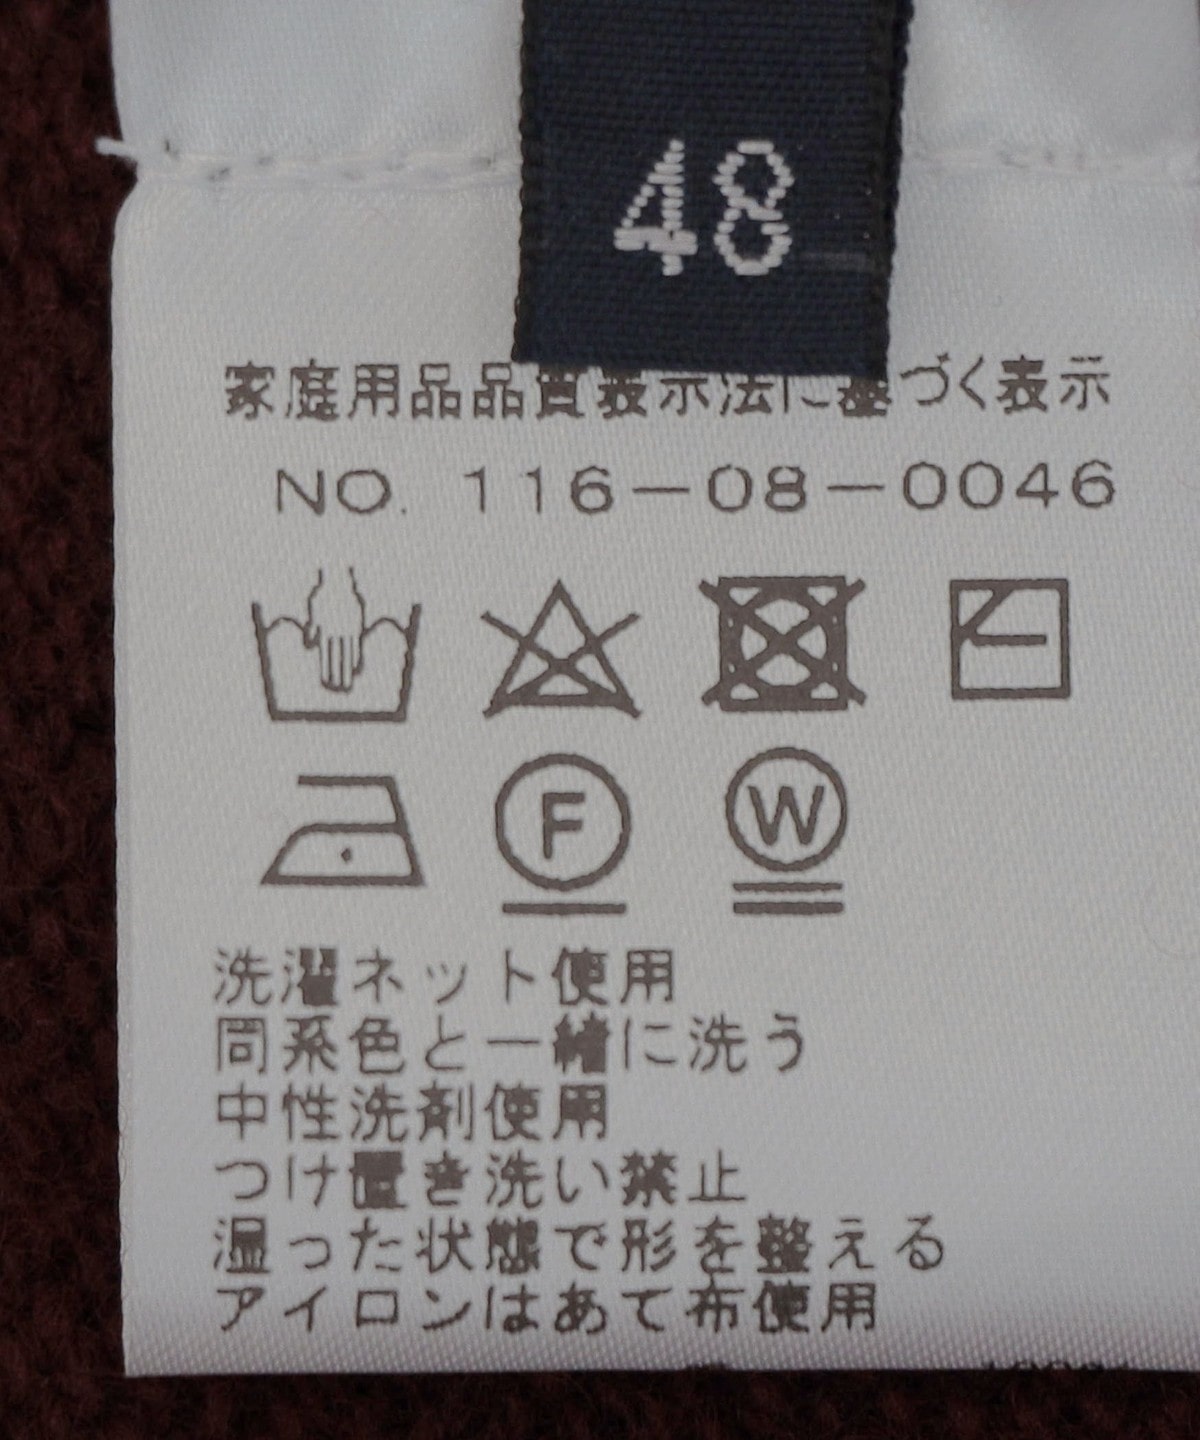 48
家庭用品品質表示法に基づく表示
NO. 116-08-0046
F
W
洗濯ネット使用
同系色と一緒に洗う
中性洗剤使用
つけ置き洗い禁止
湿った状態で形を整える
アイロンはあて布使用